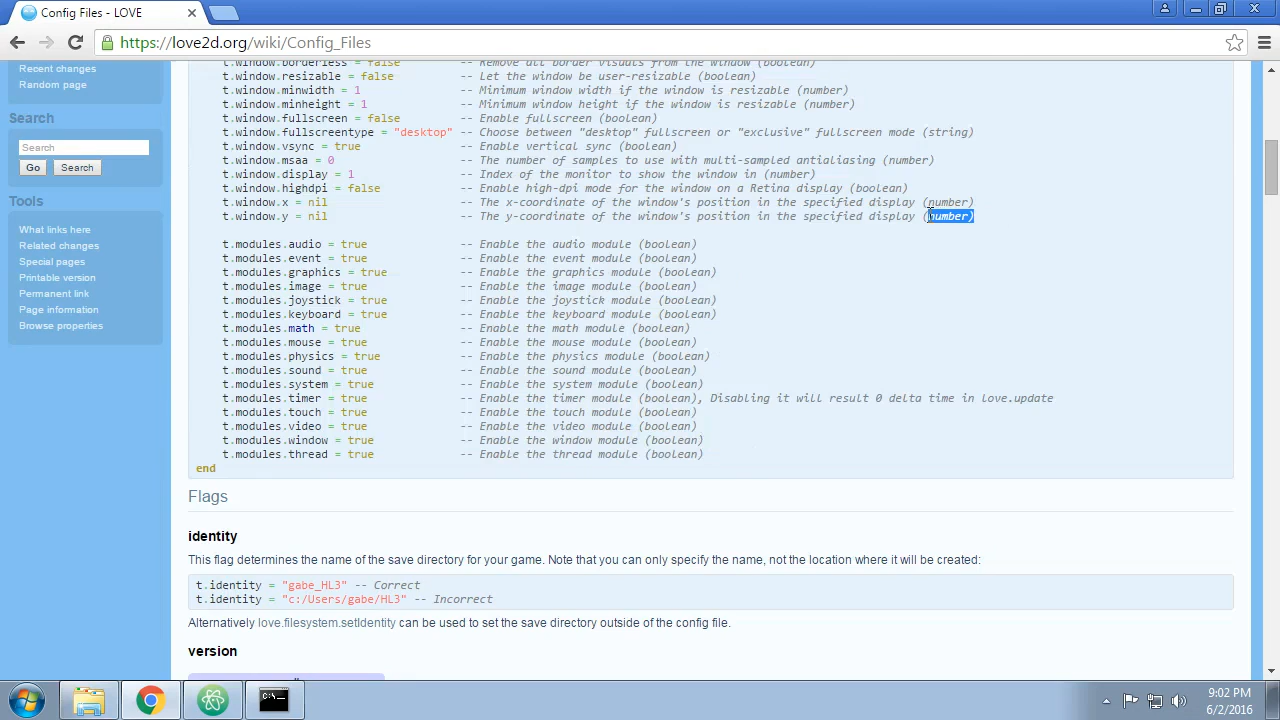 Config Files - LOVE
https://love2d.org/wiki/Config_Files
Recent changes
Random page
Search
Search
Go Search
Tools
What links here
Related changes
Special pages
Printable version
Permanent link
Page information
Browse properties
t.window.borderless = false -- Remove all border visuals from the window (boolean)
t.window.resizable = false -- Let the window be user-resizable (boolean)
t.window.minwidth = 1 -- Minimum window width if the window is resizable (number)
t.window.minheight = 1 -- Minimum window height if the window is resizable (number)
t.window.fullscreen = false -- Enable fullscreen (boolean)
t.window.fullscreentype = "desktop" -- Choose between "desktop" fullscreen or "exclusive" fullscreen mode (string)
t.window.vsync = true -- Enable vertical sync (boolean)
t.window.msaa = 0 -- The number of samples to use with multi-sampled antialiasing (number)
t.window.display = 1 -- Index of the monitor to show the window in (number)
t.window.highdpi = false -- Enable high-dpi mode for the window on a Retina display (boolean)
t.window.x = nil -- The x-coordinate of the window's position in the specified display (number)
t.window.y = nil -- The y-coordinate of the window's position in the specified display (number)
t.modules.audio = true -- Enable the audio module (boolean)
t.modules.event = true -- Enable the event module (boolean)
t.modules.graphics = true -- Enable the graphics module (boolean)
t.modules.image = true -- Enable the image module (boolean)
t.modules.joystick = true -- Enable the joystick module (boolean)
t.modules.keyboard = true -- Enable the keyboard module (boolean)
t.modules.math = true -- Enable the math module (boolean)
t.modules.mouse = true -- Enable the mouse module (boolean)
t.modules.physics = true -- Enable the physics module (boolean)
t.modules.sound = true -- Enable the sound module (boolean)
t.modules.system = true -- Enable the system module (boolean)
t.modules.timer = true -- Enable the timer module (boolean), Disabling it will result 0 delta time in love.update
t.modules.touch = true -- Enable the touch module (boolean)
t.modules.video = true -- Enable the video module (boolean)
t.modules.window = true -- Enable the window module (boolean)
t.modules.thread = true -- Enable the thread module (boolean)
end
Flags
identity
This flag determines the name of the save directory for your game. Note that you can only specify the name, not the location where it will be created:
t.identity = "gabe_HL3" -- Correct
t.identity = "c:/Users/gabe/HL3" -- Incorrect
Alternatively love.filesystem.setIdentity can be used to set the save directory outside of the config file.
version
9:02 PM
6/2/2016